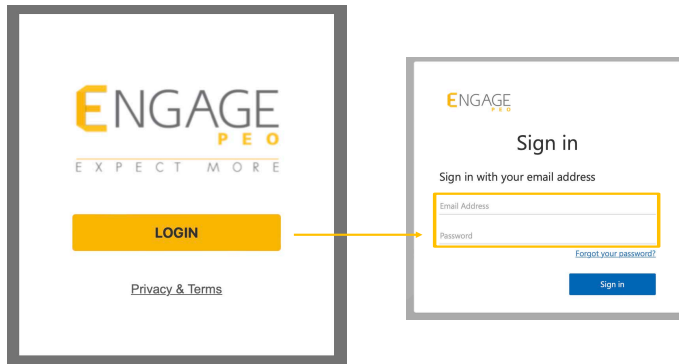 ENGAGE
PEO
EXPECT MORE
LOGIN
Privacy & Terms
ENGAGE
PEO
Sign in
Sign in with your email address
Email Address
Password
Forgot your password?
Sign in